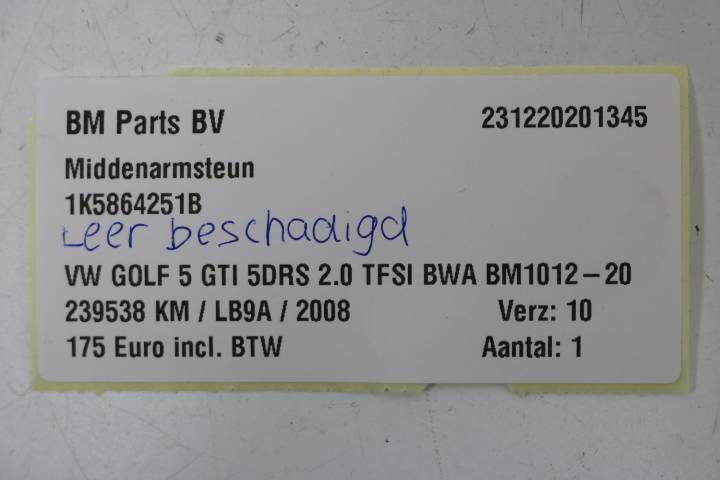 BM Parts BV 231220201345
Middenarmsteun
1K5864251B
Leer beschadigd
VW GOLF 5 GTI 5DRS 2.0 TFSI BWA BM1012-20
239538 KM / LB9A / 2008 Verz: 10
175 Euro incl. BTW Aantal: 1